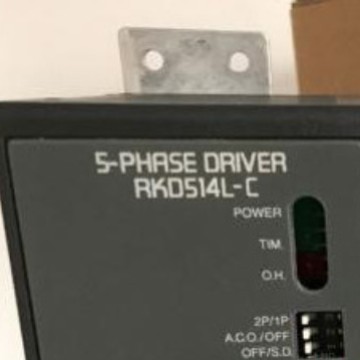 5-PHASE DRIVER
RKD514L-C
POWER
TIM.
O.H.
2P/1P
A.C.O./OFF
OFF/S.D.